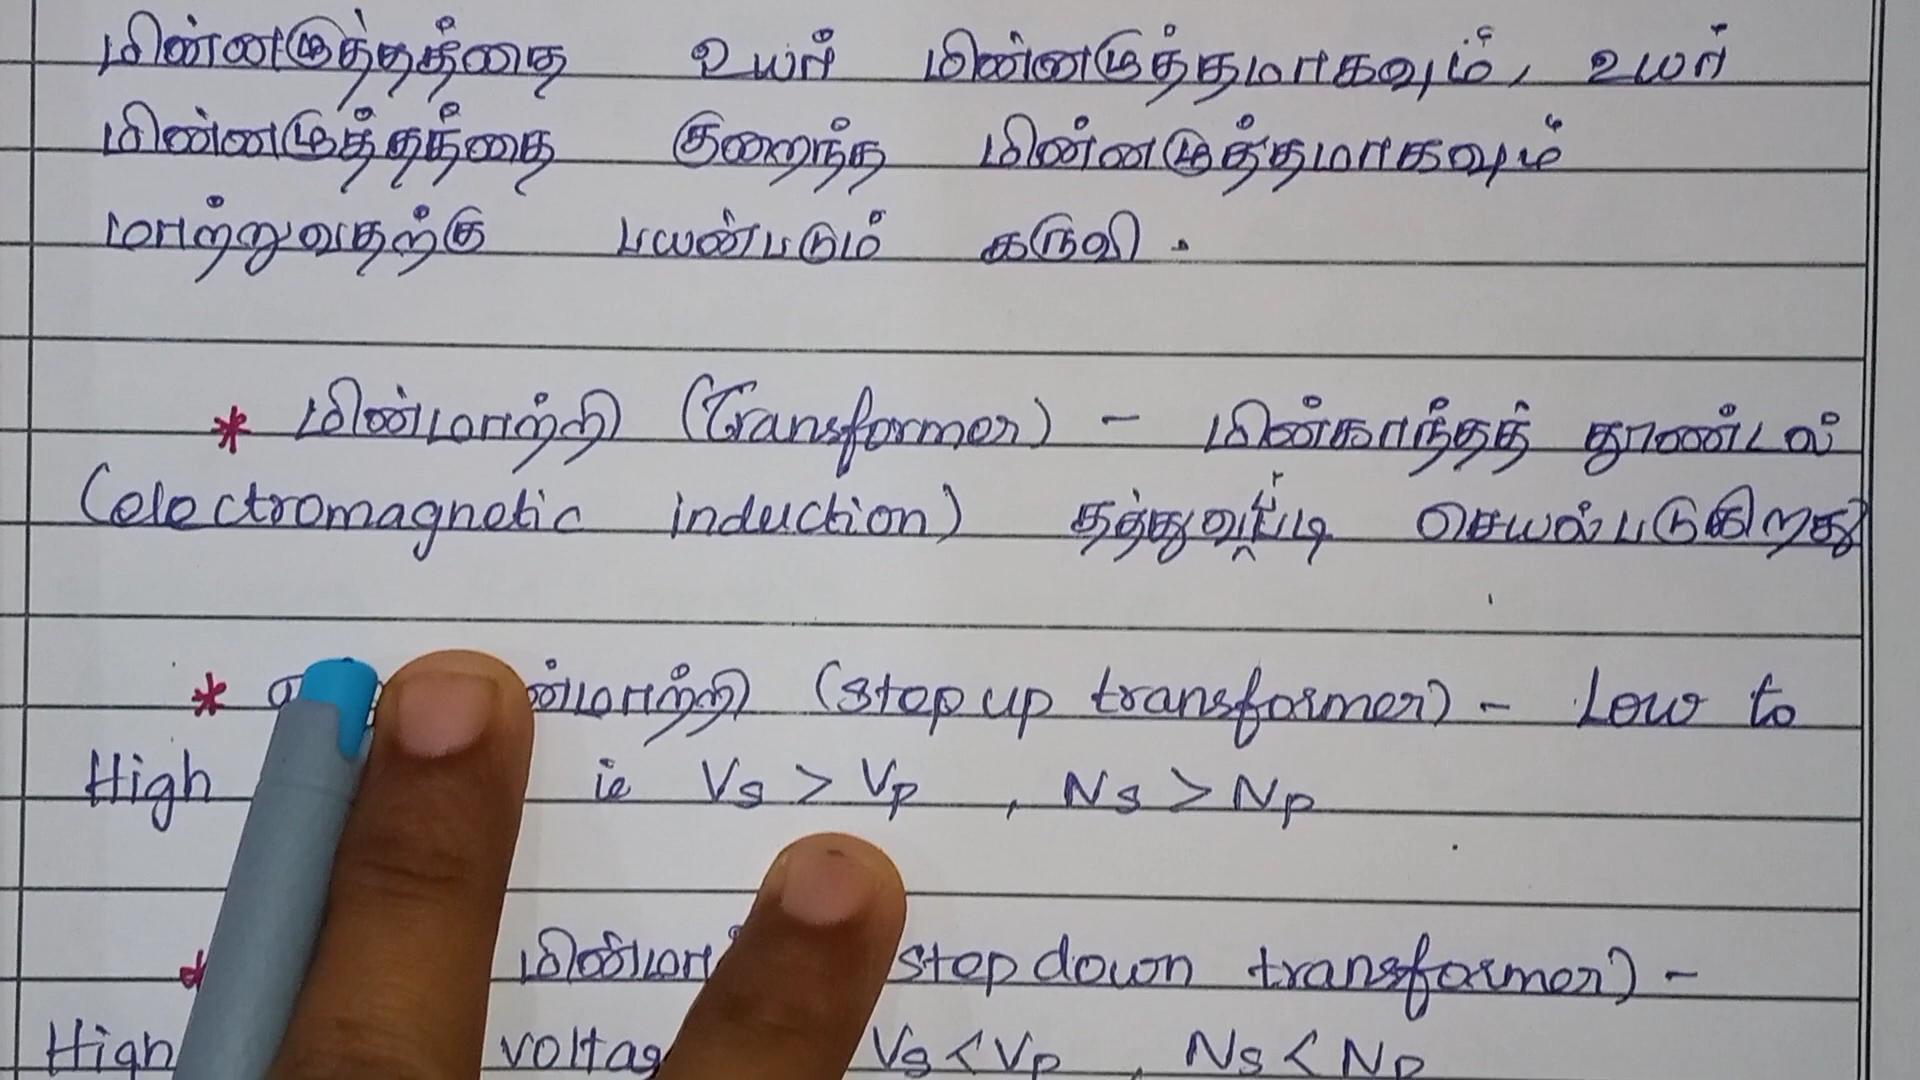 மின்னழுத்தத்தை உயர் மின்னழுத்தமாகவும், உயர்
மின்னழுத்தத்தை குறைந்த மின்னழுத்தமாகவும்
மாற்றுவதற்கு பயன்படும் கருவி.
* மின்மாற்றி (Transformer) - மின்காந்தத் தூண்டல்
(electromagnetic induction) தத்துவப்படி செயல்படுகிறது
* (step up transformer) - Low to
High ie Vs > Vp , Ns > Np
step down transformer) -
High Vs < Vp , Ns < Np